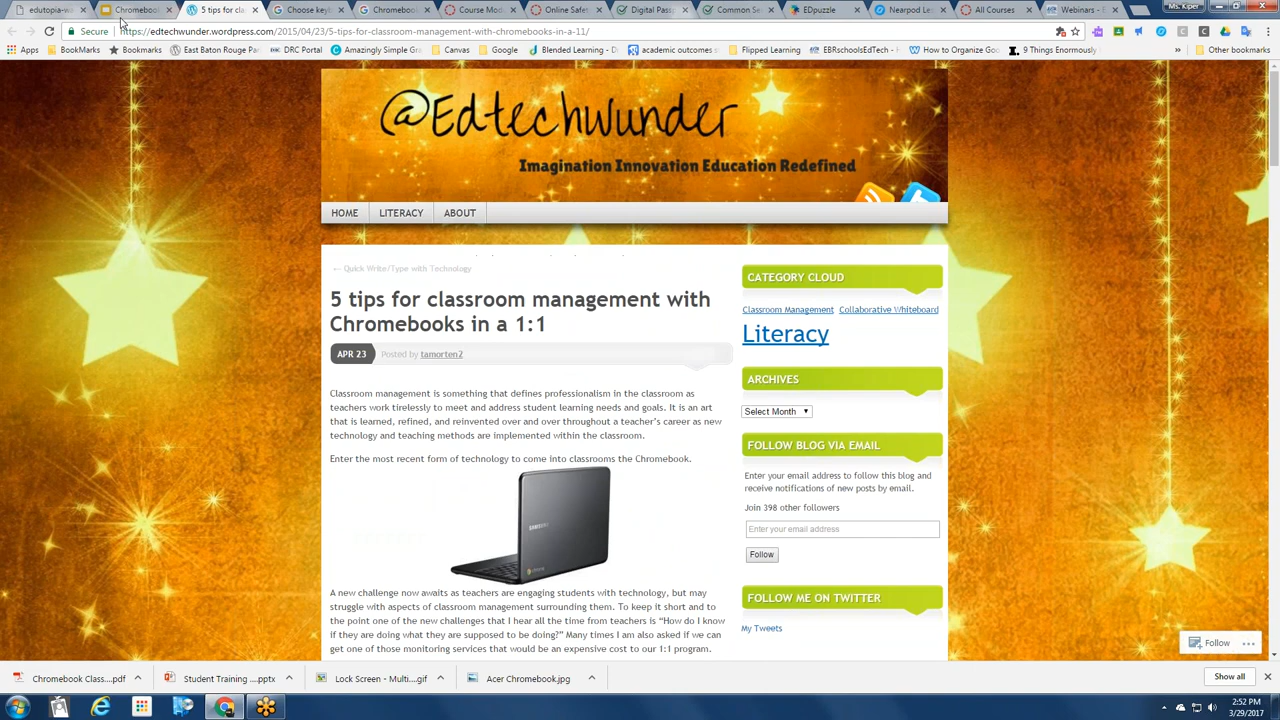 edutopia-wa
Chromeboo
5 tips for cla
Choose key
Chromebook
Course Mod
Online Safet
Digital Pass
Common Se
EDpuzzle
Nearpod Les
All Courses
Webinars - E
Ms. Kiper
Secure https://edtechwunder.wordpress.com/2015/04/23/5-tips-for-classroom-management-with-chromebooks-in-a-11/
Apps BookMarks Bookmarks East Baton Rouge Pari DRC Portal Amazingly Simple Gr Canvas Google Blended Learning - D academic outcomes s Flipped Learning EBRschoolsEdTech - How to Organize Goo 9 Things Enormously » Other bookmarks
@Edtechwunder
Imagination Innovation Education Redefined
HOME LITERACY ABOUT
← Quick Write/Type with Technology
5 tips for classroom management with
Chromebooks in a 1:1
APR 23 Posted by tamorten2
Classroom management is something that defines professionalism in the classroom as
teachers work tirelessly to meet and address student learning needs and goals. It is an art
that is learned, refined, and reinvented over and over throughout a teacher's career as new
technology and teaching methods are implemented within the classroom.
Enter the most recent form of technology to come into classrooms the Chromebook.
SAMSUNG
A new challenge now awaits as teachers are engaging students with technology, but may
struggle with aspects of classroom management surrounding them. To keep it short and to
the point one of the new challenges that I hear all the time from teachers is "How do I know
if they are doing what they are supposed to be doing?" Many times I am also asked if we can
get one of those monitoring services that would be an expensive cost to our 1:1 program.
CATEGORY CLOUD
Classroom Management Collaborative Whiteboard
Literacy
ARCHIVES
Select Month
FOLLOW BLOG VIA EMAIL
Enter your email address to follow this blog and
receive notifications of new posts by email.
Join 398 other followers
Enter your email address
Follow
FOLLOW ME ON TWITTER
My Tweets
Follow
Chromebook Class....pdf
Student Training ....pptx
Lock Screen - Multi....gif
Acer Chromebook.jpg
Show all
2:52 PM
3/29/2017